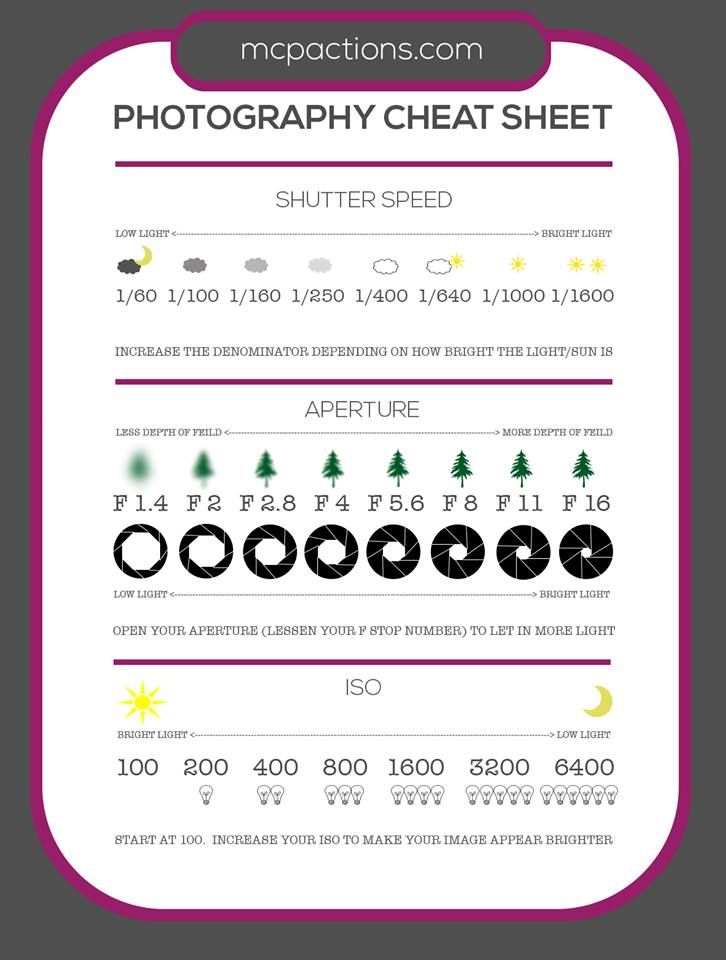 mcpactions.com
PHOTOGRAPHY CHEAT SHEET
SHUTTER SPEED
LOW LIGHT <--------------------> BRIGHT LIGHT
1/60 1/100 1/160 1/250 1/400 1/640 1/1000 1/1600
INCREASE THE DENOMINATOR DEPENDING ON HOW BRIGHT THE LIGHT/SUN IS
APERTURE
LESS DEPTH OF FEILD <--------------------> MORE DEPTH OF FEILD
F 1.4 F 2 F 2.8 F 4 F 5.6 F 8 F 11 F 16
LOW LIGHT <--------------------> BRIGHT LIGHT
OPEN YOUR APERTURE (LESSEN YOUR F STOP NUMBER) TO LET IN MORE LIGHT
ISO
BRIGHT LIGHT <--------------------> LOW LIGHT
100 200 400 800 1600 3200 6400
START AT 100. INCREASE YOUR ISO TO MAKE YOUR IMAGE APPEAR BRIGHTER